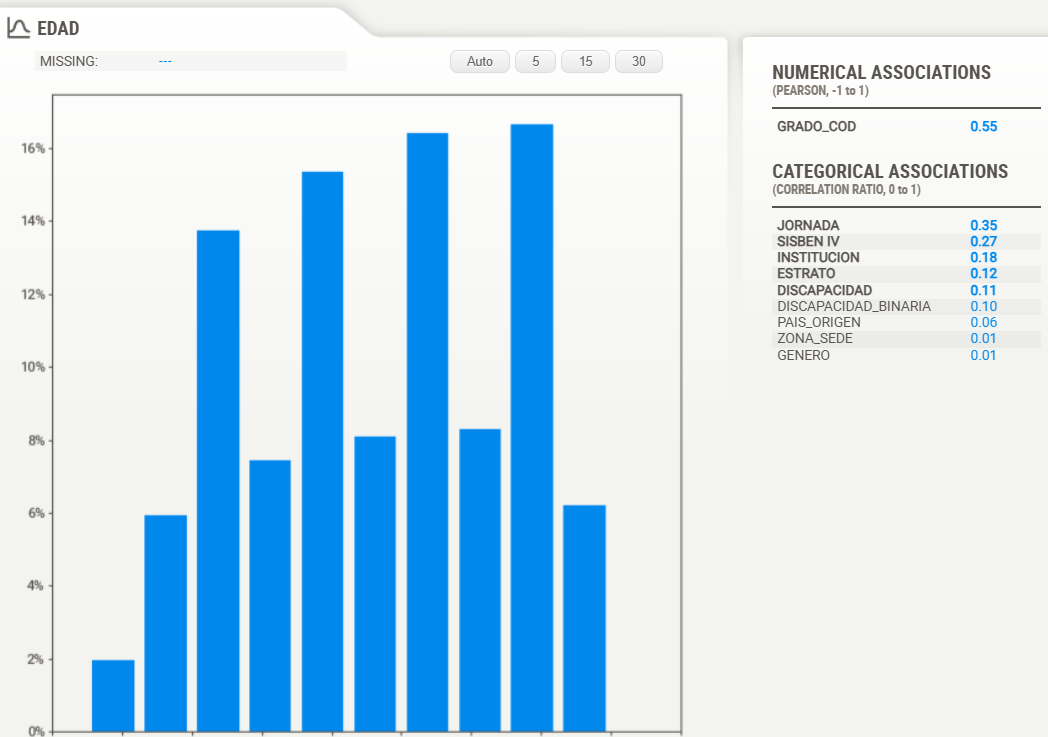 EDAD
MISSING: ---
Auto 5 15 30
16%
14%
12%
10%
8%
6%
4%
2%
0%
NUMERICAL ASSOCIATIONS
(PEARSON, -1 to 1)
GRADO_COD 0.55
CATEGORICAL ASSOCIATIONS
(CORRELATION RATIO, 0 to 1)
JORNADA 0.35
SISBEN IV 0.27
INSTITUCION 0.18
ESTRATO 0.12
DISCAPACIDAD 0.11
DISCAPACIDAD_BINARIA 0.10
PAIS_ORIGEN 0.06
ZONA_SEDE 0.01
GENERO 0.01